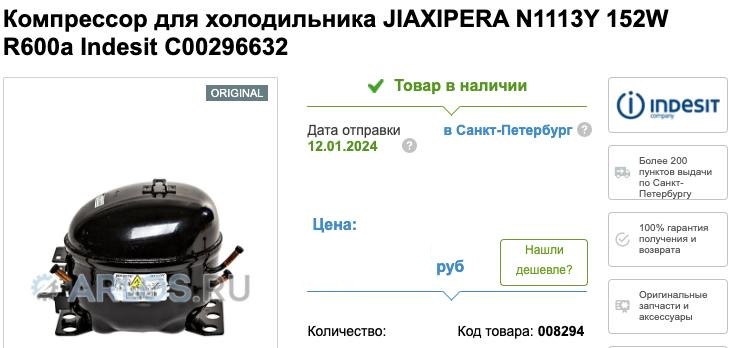 Компрессор для холодильника JIAXIPERA N1113Y 152W
R600a Indesit C00296632
ORIGINAL
ARLOS.RU
Товар в наличии
Дата отправки
12.01.2024
?
в Санкт-Петербург ?
Цена:
руб
Нашли
дешевле?
Количество:
Код товара: 008294
indesit
company
Более 200
пунктов выдачи
по Санкт-
Петербургу
100% гарантия
получения и
возврата
Оригинальные
запчасти и
аксессуары